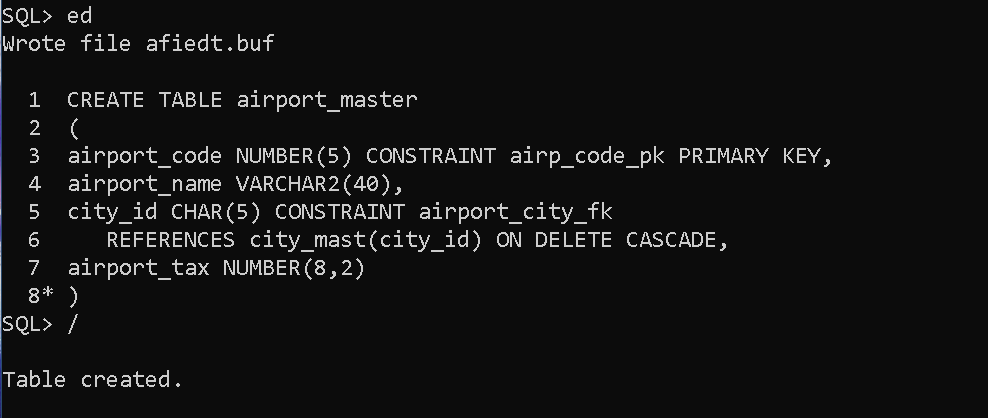 SQL> ed
Wrote file afiedt.buf

  1  CREATE TABLE airport_master
  2  (
  3  airport_code NUMBER(5) CONSTRAINT airp_code_pk PRIMARY KEY,
  4  airport_name VARCHAR2(40),
  5  city_id CHAR(5) CONSTRAINT airport_city_fk
  6     REFERENCES city_mast(city_id) ON DELETE CASCADE,
  7  airport_tax NUMBER(8,2)
  8* )
SQL> /

Table created.